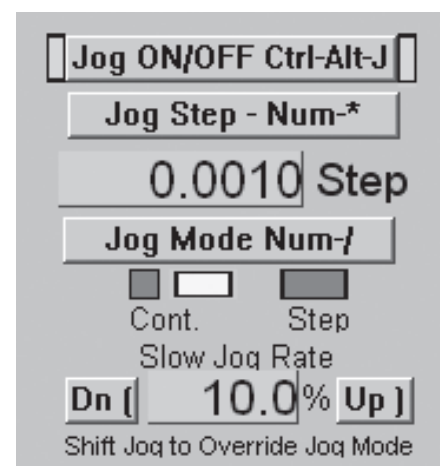 Jog ON/OFF Ctrl-Alt-J
Jog Step - Num-*
0.0010 Step
Jog Mode Num-/
Cont. Step
Slow Jog Rate
Dn ( 10.0% Up )
Shift Jog to Override Jog Mode